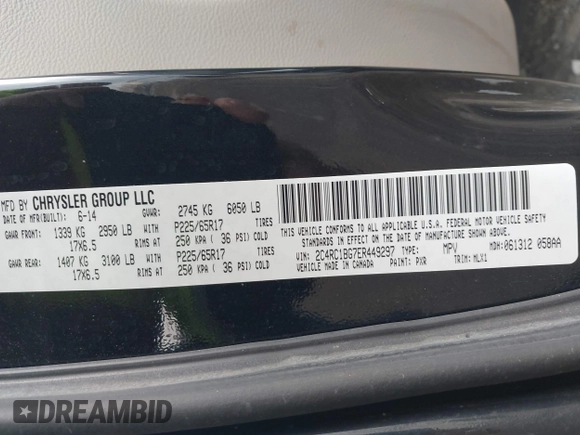 MFD BY CHRYSLER GROUP LLC
DATE OF MFR(BUILT): 6-14 GVWR: 2745 KG 6050 LB
GAWR FRONT: 1339 KG 2950 LB WITH P225/65R17 TIRES
17X6.5 RIMS AT 250 KPA ( 36 PSI) COLD
GAWR REAR: 1407 KG 3100 LB WITH P225/65R17 TIRES
17X6.5 RIMS AT 250 KPA ( 36 PSI) COLD
THIS VEHICLE CONFORMS TO ALL APPLICABLE U.S.A. FEDERAL MOTOR VEHICLE SAFETY
STANDARDS IN EFFECT ON THE DATE OF MANUFACTURE SHOWN ABOVE.
VIN: 2C4RC1BG7ER449297 TYPE: MPV MDH:061312 058AA
VEHICLE MADE IN CANADA PAINT: PXR TRIM: MLX1
DREAMBID